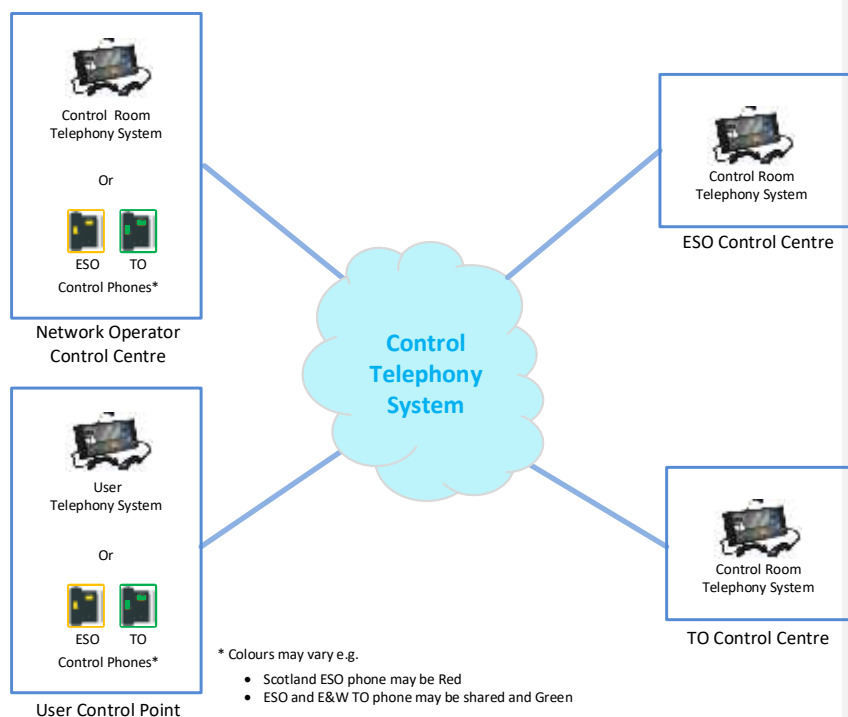 Control Room
Telephony System
Or
ESO TO
Control Phones*
Network Operator
Control Centre
User
Telephony System
Or
ESO TO
Control Phones*
User Control Point
Control
Telephony
System
Control Room
Telephony System
ESO Control Centre
Control Room
Telephony System
TO Control Centre
* Colours may vary e.g.
• Scotland ESO phone may be Red
• ESO and E&W TO phone may be shared and Green